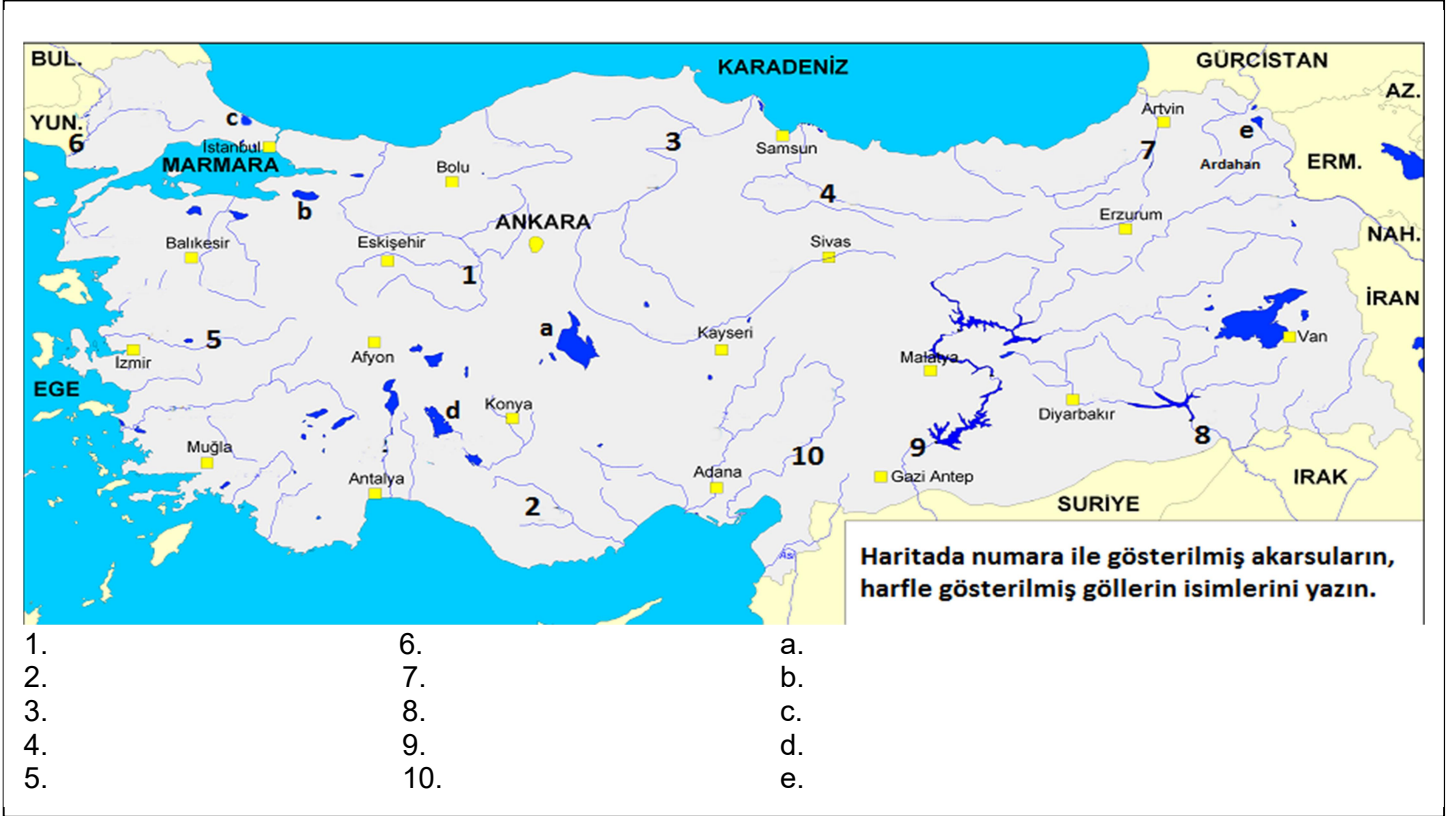 KARADENİZ
GÜRCİSTAN
BUL.
AZ.
Artvin
c
YUN.
6
e
İstanbul
3
Samsun
7
MARMARA
Ardahan
ERM.
Bolu
4
b
ANKARA
Erzurum
NAH.
Balıkesir
Eskişehir
Sivas
1
İRAN
a
5
Kayseri
Van
İzmir
Afyon
Malatya
EGE
d
Konya
Diyarbakır
8
Muğla
9
10
Antalya
Adana
Gazi Antep
IRAK
2
SURİYE
As
Haritada numara ile gösterilmiş akarsuların,
harfle gösterilmiş göllerin isimlerini yazın.
1. 6. a.
2. 7. b.
3. 8. c.
4. 9. d.
5. 10. e.